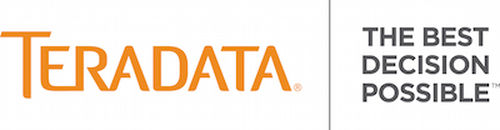 TERADATA®
THE BEST
DECISION
POSSIBLE™